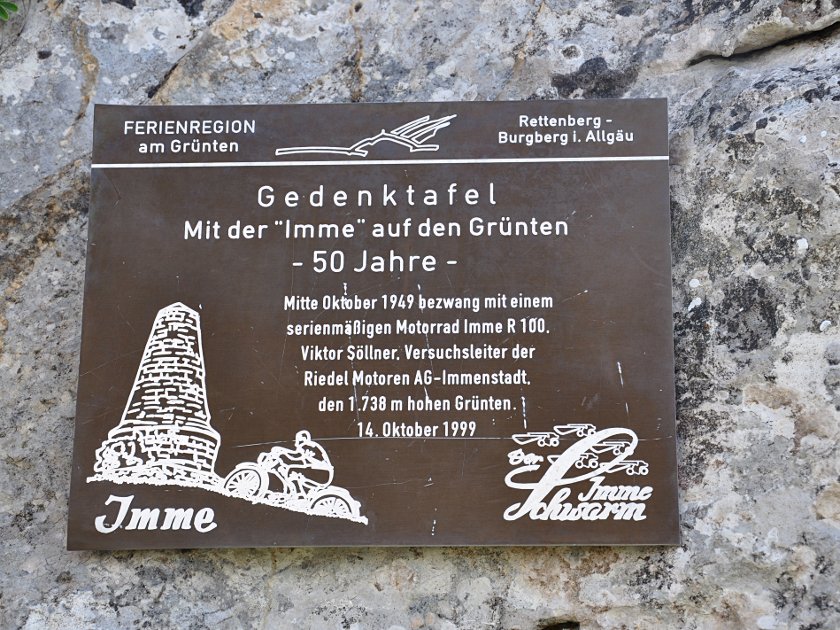 FERIENREGION
am Grünten
Rettenberg -
Burgberg i. Allgäu
Gedenktafel
Mit der "Imme" auf den Grünten
- 50 Jahre -
Mitte Oktober 1949 bezwang mit einem
serienmäßigen Motorrad Imme R 100,
Viktor Söllner, Versuchsleiter der
Riedel Motoren AG-Immenstadt,
den 1.738 m hohen Grünten.
14. Oktober 1999
Imme
Der
Imme
Schwarm